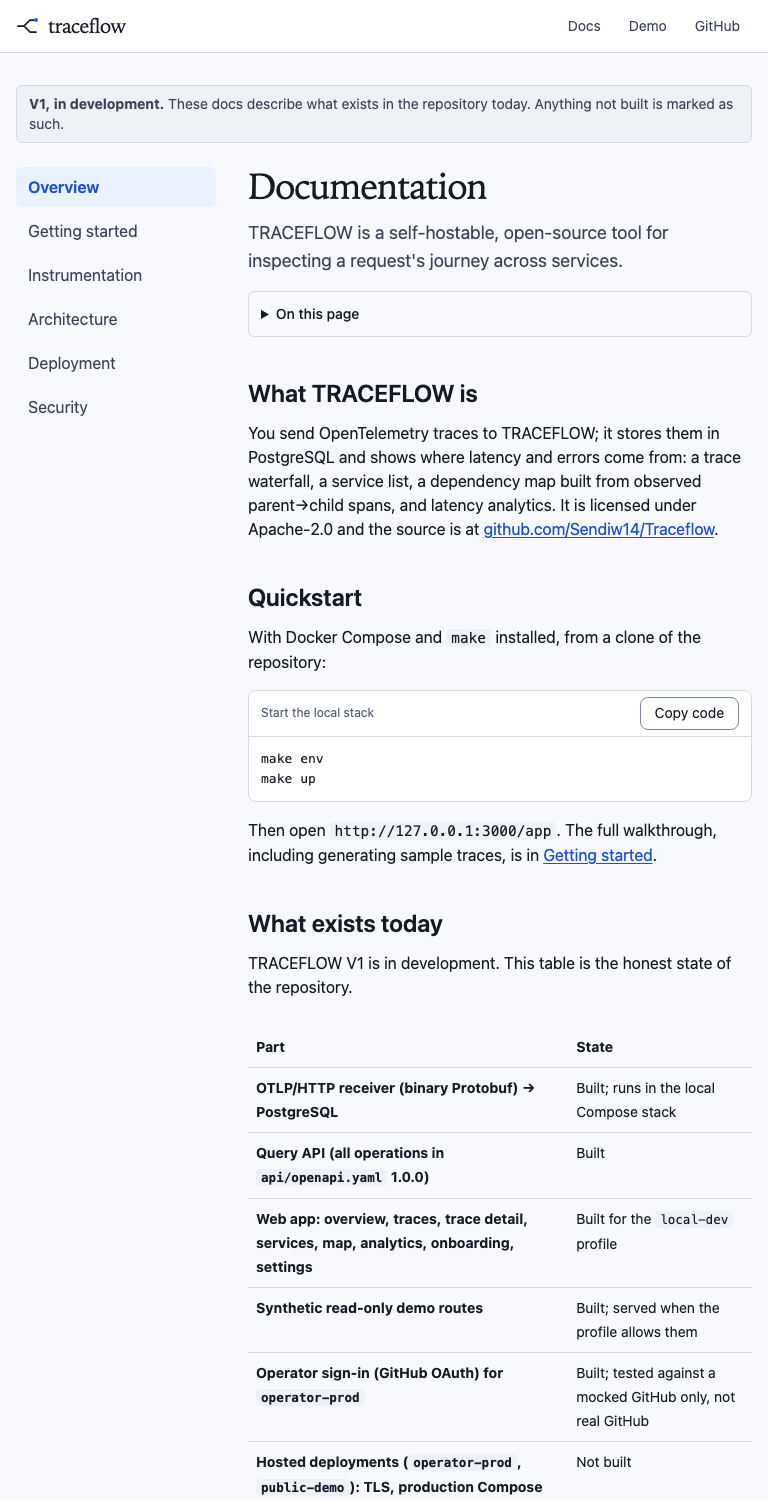 traceflow
Docs
Demo
GitHub
V1, in development. These docs describe what exists in the repository today. Anything not built is marked as
such.
Overview
Getting started
Instrumentation
Architecture
Deployment
Security
Documentation
TRACEFLOW is a self-hostable, open-source tool for
inspecting a request's journey across services.
On this page
What TRACEFLOW is
You send OpenTelemetry traces to TRACEFLOW; it stores them in
PostgreSQL and shows where latency and errors come from: a trace
waterfall, a service list, a dependency map built from observed
parent→child spans, and latency analytics. It is licensed under
Apache-2.0 and the source is at github.com/Sendiw14/Traceflow.
Quickstart
With Docker Compose and make installed, from a clone of the
repository:
Start the local stack
Copy code
make env
make up
Then open http://127.0.0.1:3000/app . The full walkthrough,
including generating sample traces, is in Getting started.
What exists today
TRACEFLOW V1 is in development. This table is the honest state of
the repository.
Part
State
OTLP/HTTP receiver (binary Protobuf) →
PostgreSQL
Built; runs in the local
Compose stack
Query API (all operations in
api/openapi.yaml 1.0.0)
Built
Web app: overview, traces, trace detail,
services, map, analytics, onboarding,
settings
Built for the local-dev
profile
Synthetic read-only demo routes
Built; served when the
profile allows them
Operator sign-in (GitHub OAuth) for
operator-prod
Built; tested against a
mocked GitHub only, not
real GitHub
Hosted deployments ( operator-prod ,
public-demo ): TLS, production Compose
Not built